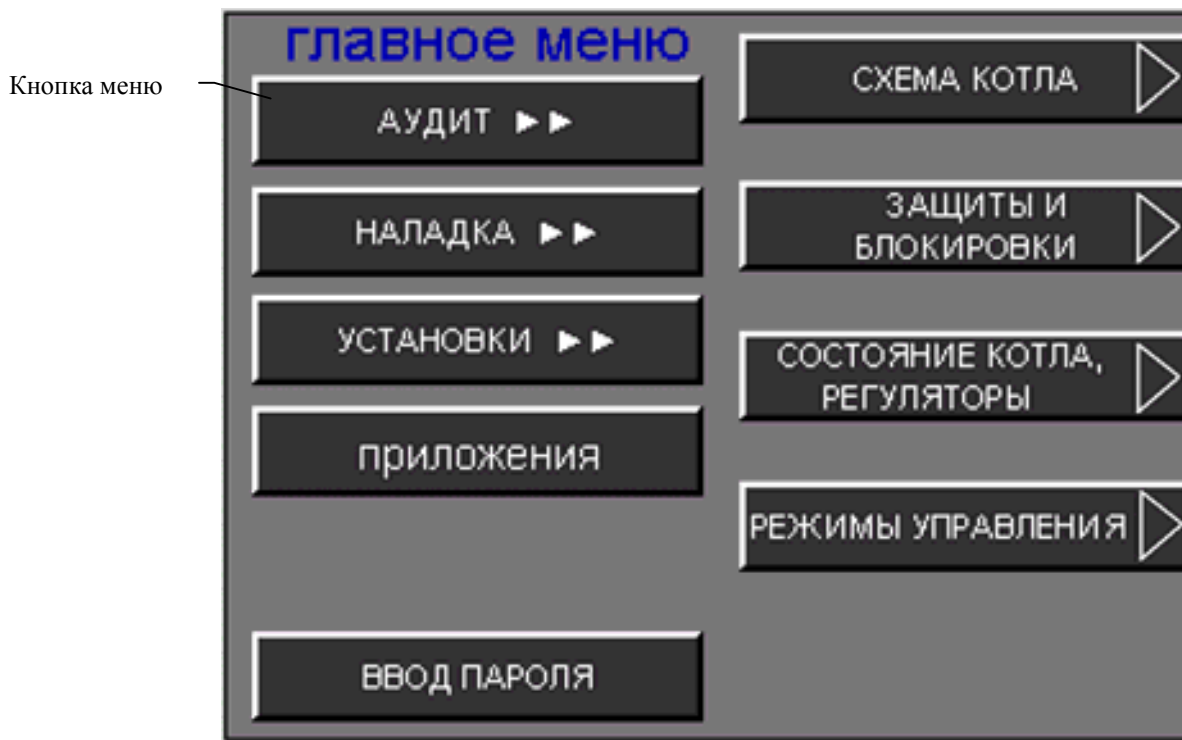 Кнопка меню
главное меню
АУДИТ ►►
НАЛАДКА ►►
УСТАНОВКИ ►►
приложения
ВВОД ПАРОЛЯ
СХЕМА КОТЛА
ЗАЩИТЫ И
БЛОКИРОВКИ
СОСТОЯНИЕ КОТЛА,
РЕГУЛЯТОРЫ
РЕЖИМЫ УПРАВЛЕНИЯ